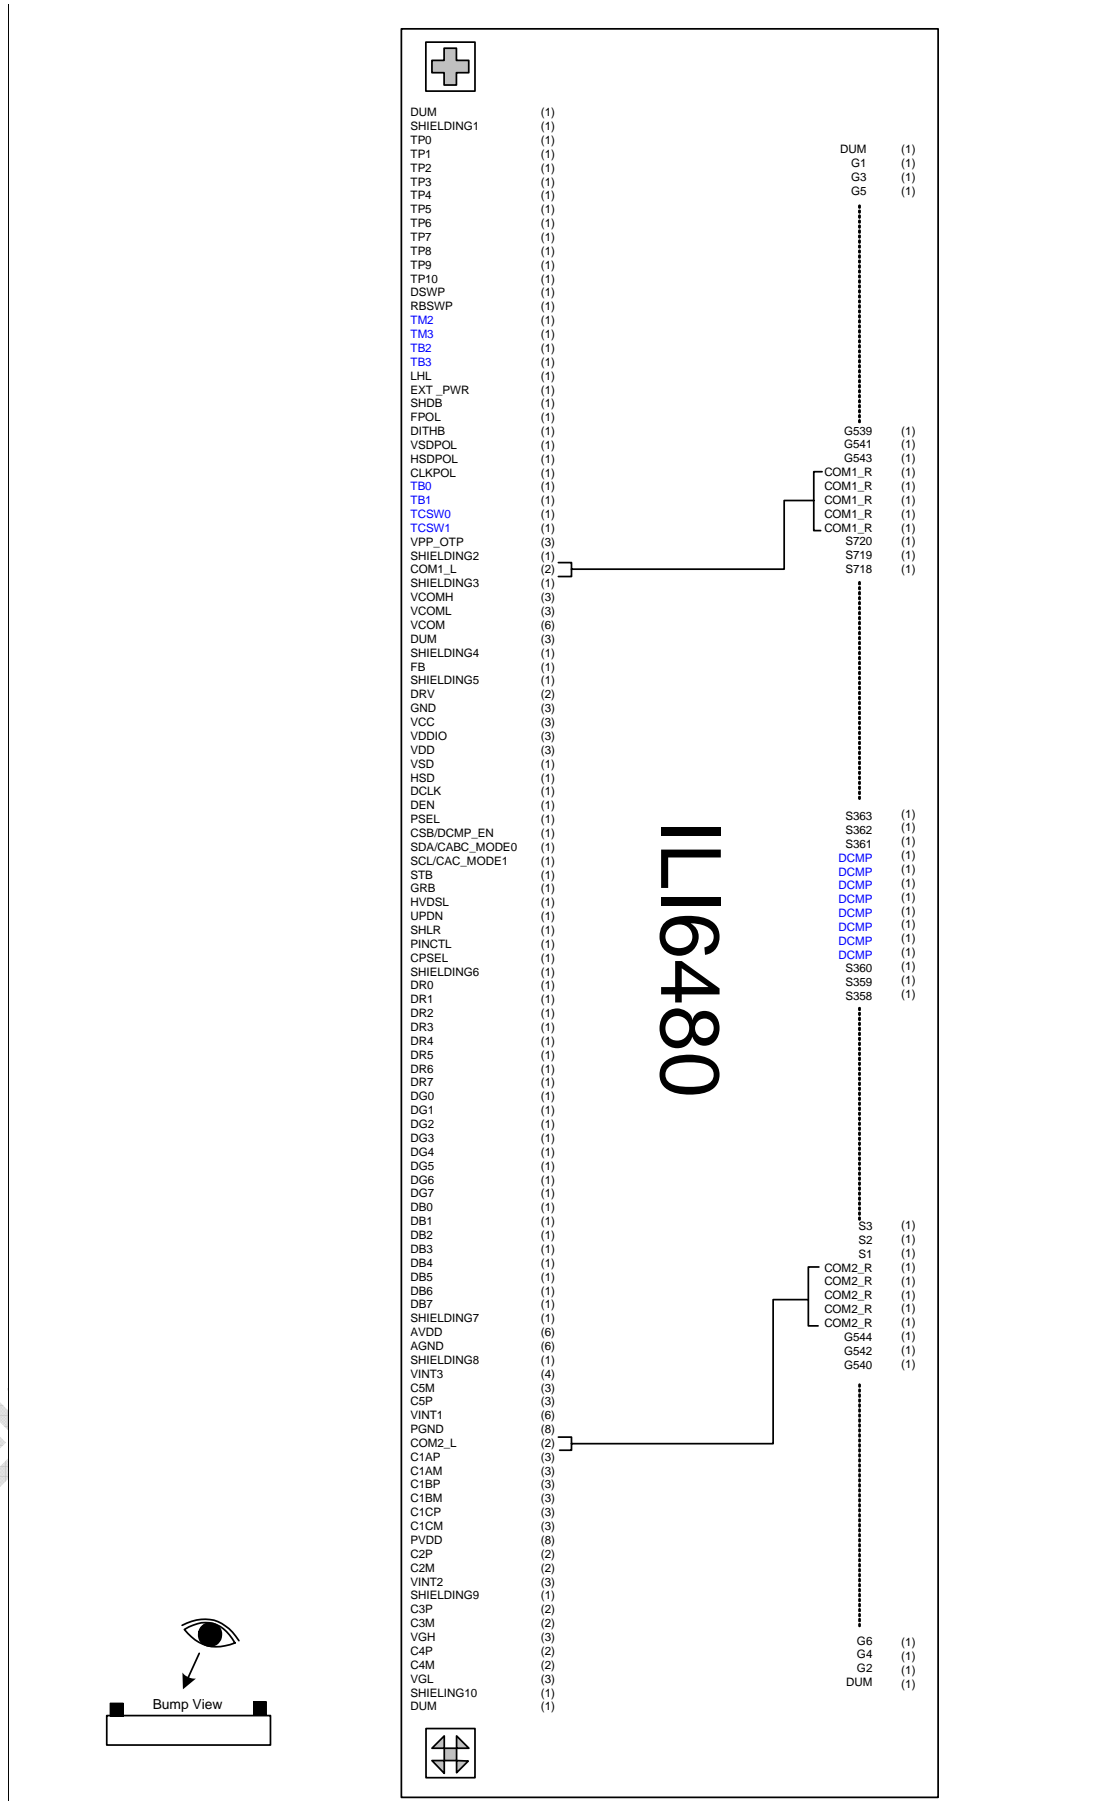 DUM (1)
SHIELDING1 (1)
TP0 (1)
TP1 (1)
TP2 (1)
TP3 (1)
TP4 (1)
TP5 (1)
TP6 (1)
TP7 (1)
TP8 (1)
TP9 (1)
TP10 (1)
DSWP (1)
RBSWP (1)
TM2 (1)
TM3 (1)
TB2 (1)
TB3 (1)
LHL (1)
EXT _PWR (1)
SHDB (1)
FPOL (1)
DITHB (1)
VSDPOL (1)
HSDPOL (1)
CLKPOL (1)
TB0 (1)
TB1 (1)
TCSW0 (1)
TCSW1 (1)
VPP_OTP (3)
SHIELDING2 (1)
COM1_L (2)
SHIELDING3 (1)
VCOMH (3)
VCOML (3)
VCOM (6)
DUM (3)
SHIELDING4 (1)
FB (1)
SHIELDING5 (1)
DRV (2)
GND (3)
VCC (3)
VDDIO (3)
VDD (3)
VSD (1)
HSD (1)
DCLK (1)
DEN (1)
PSEL (1)
CSB/DCMP_EN (1)
SDA/CABC_MODE0 (1)
SCL/CAC_MODE1 (1)
STB (1)
GRB (1)
HVDSL (1)
UPDN (1)
SHLR (1)
PINCTL (1)
CPSEL (1)
SHIELDING6 (1)
DR0 (1)
DR1 (1)
DR2 (1)
DR3 (1)
DR4 (1)
DR5 (1)
DR6 (1)
DR7 (1)
DG0 (1)
DG1 (1)
DG2 (1)
DG3 (1)
DG4 (1)
DG5 (1)
DG6 (1)
DG7 (1)
DB0 (1)
DB1 (1)
DB2 (1)
DB3 (1)
DB4 (1)
DB5 (1)
DB6 (1)
DB7 (1)
SHIELDING7 (1)
AVDD (6)
AGND (6)
SHIELDING8 (1)
VINT3 (4)
C5M (3)
C5P (3)
VINT1 (6)
PGND (8)
COM2_L (2)
C1AP (3)
C1AM (3)
C1BP (3)
C1BM (3)
C1CP (3)
C1CM (3)
PVDD (8)
C2P (2)
C2M (2)
VINT2 (3)
SHIELDING9 (1)
C3P (2)
C3M (2)
VGH (3)
C4P (2)
C4M (2)
VGL (3)
SHIELING10 (1)
DUM (1)
ILI6480
DUM (1)
G1 (1)
G3 (1)
G5 (1)
G539 (1)
G541 (1)
G543 (1)
COM1_R (1)
COM1_R (1)
COM1_R (1)
COM1_R (1)
COM1_R (1)
S720 (1)
S719 (1)
S718 (1)
S363 (1)
S362 (1)
S361 (1)
DCMP (1)
DCMP (1)
DCMP (1)
DCMP (1)
DCMP (1)
DCMP (1)
DCMP (1)
DCMP (1)
S360 (1)
S359 (1)
S358 (1)
S3 (1)
S2 (1)
S1 (1)
COM2_R (1)
COM2_R (1)
COM2_R (1)
COM2_R (1)
COM2_R (1)
G544 (1)
G542 (1)
G540 (1)
G6 (1)
G4 (1)
G2 (1)
DUM (1)
Bump View